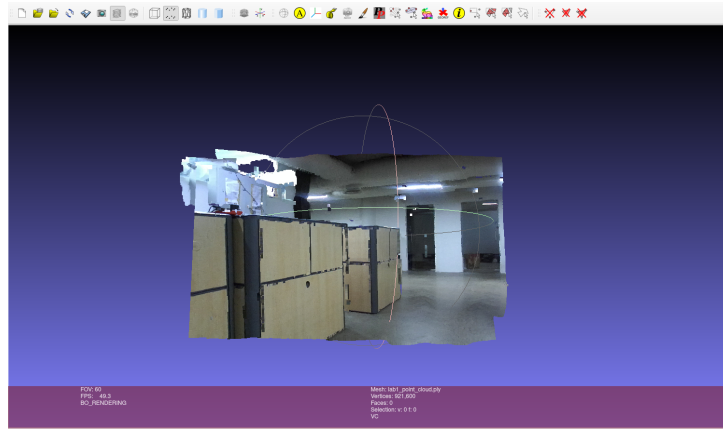 A
i
FOV: 60
FPS: 49.3
BO_RENDERING
Mesh: lab1_point_cloud.ply
Vertices: 921,600
Faces: 0
Selection: v: 0 f: 0
VC